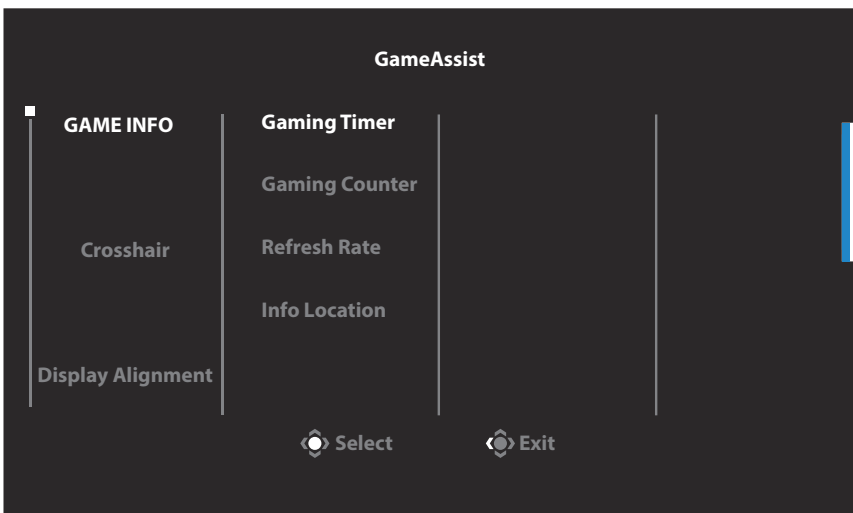 GameAssist
GAME INFO
Gaming Timer
Gaming Counter
Crosshair
Refresh Rate
Info Location
Display Alignment
Select
Exit